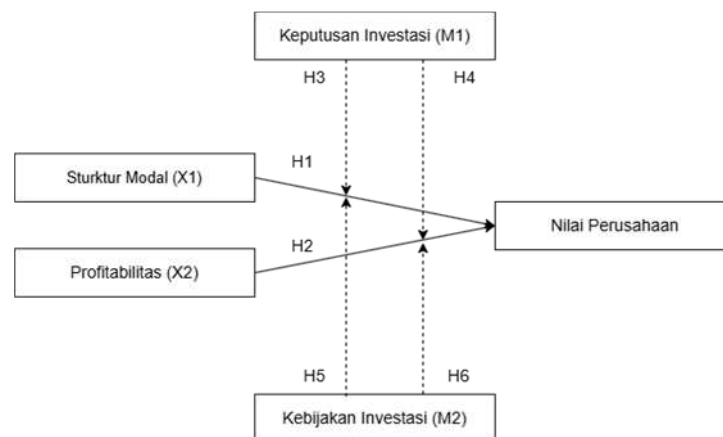 Keputusan Investasi (M1)
H3
H4
H1
Sturktur Modal (X1)
Nilai Perusahaan
H2
Profitabilitas (X2)
H5
H6
Kebijakan Investasi (M2)